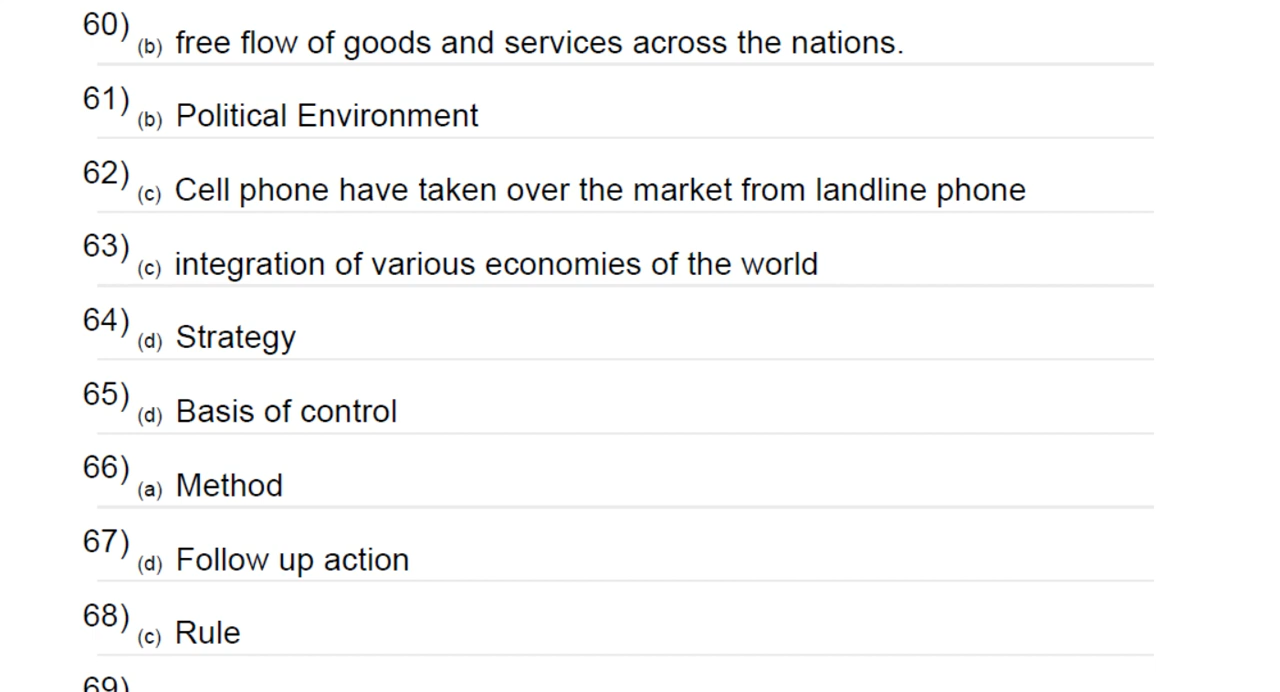 60) (b) free flow of goods and services across the nations.
61) (b) Political Environment
62) (c) Cell phone have taken over the market from landline phone
63) (c) integration of various economies of the world
64) (d) Strategy
65) (d) Basis of control
66) (a) Method
67) (d) Follow up action
68) (c) Rule
69)